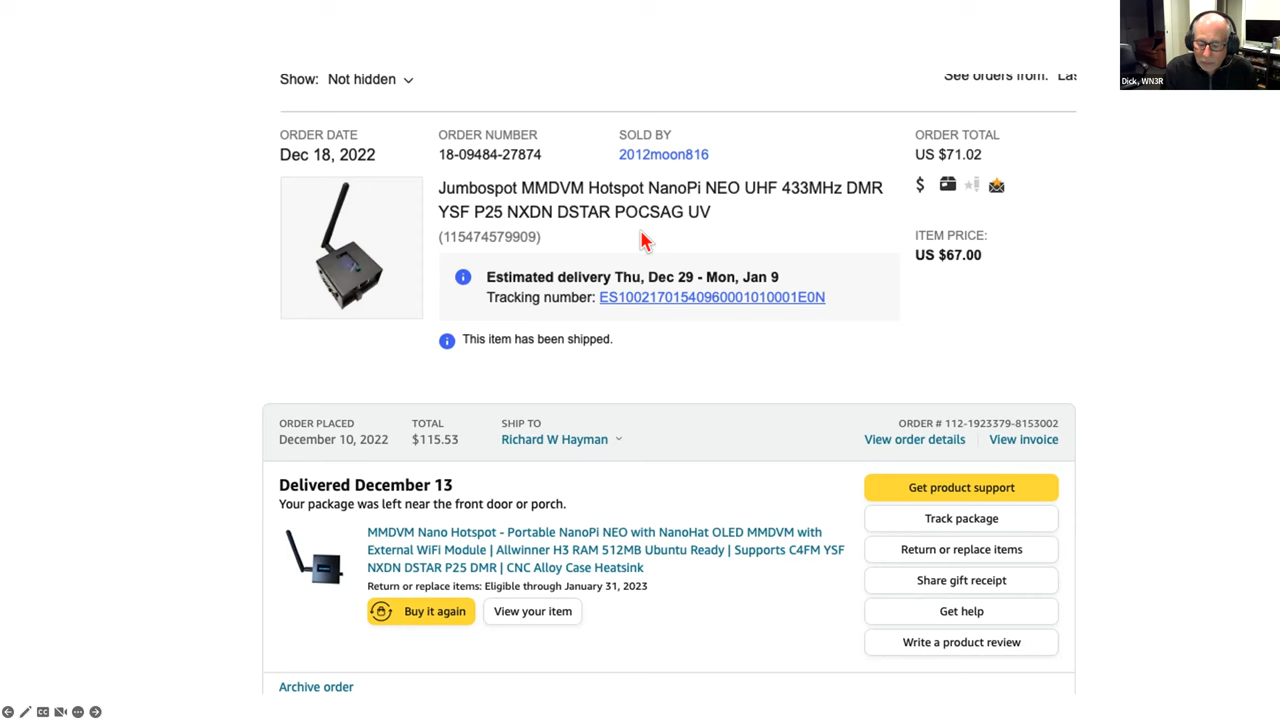 Dick, WN3R
Show: Not hidden
See orders from: Las
ORDER DATE
Dec 18, 2022
ORDER NUMBER
18-09484-27874
SOLD BY
2012moon816
ORDER TOTAL
US $71.02
Jumbospot MMDVM Hotspot NanoPi NEO UHF 433MHz DMR
YSF P25 NXDN DSTAR POCSAG UV
(115474579909)
ITEM PRICE:
US $67.00
Estimated delivery Thu, Dec 29 - Mon, Jan 9
Tracking number: ES10021701540960001010001E0N
This item has been shipped.
ORDER PLACED
December 10, 2022
TOTAL
$115.53
SHIP TO
Richard W Hayman
ORDER # 112-1923379-8153002
View order details
View invoice
Delivered December 13
Your package was left near the front door or porch.
MMDVM Nano Hotspot - Portable NanoPi NEO with NanoHat OLED MMDVM with
External WiFi Module | Allwinner H3 RAM 512MB Ubuntu Ready | Supports C4FM YSF
NXDN DSTAR P25 DMR | CNC Alloy Case Heatsink
Return or replace items: Eligible through January 31, 2023
Buy it again
View your item
Get product support
Track package
Return or replace items
Share gift receipt
Get help
Write a product review
Archive order
CC